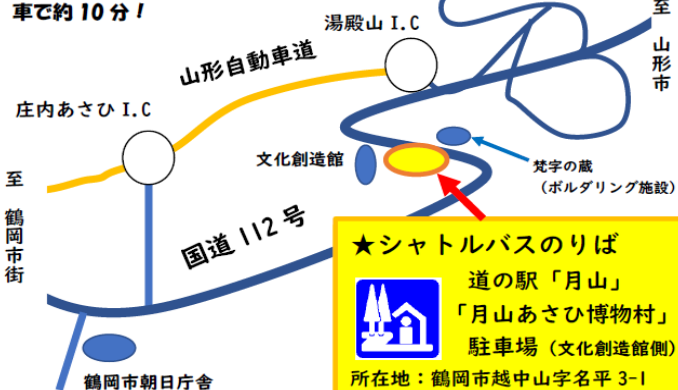 車で約10分！
湯殿山 I.C
至 山形市
山形自動車道
庄内あさひ I.C
文化創造館
梵字の蔵
（ボルダリング施設）
至 鶴岡市街
国道112号
★シャトルバスのりば
道の駅「月山」
「月山あさひ博物村」
駐車場（文化創造館側）
所在地：鶴岡市越中山字名平3-1
鶴岡市朝日庁舎